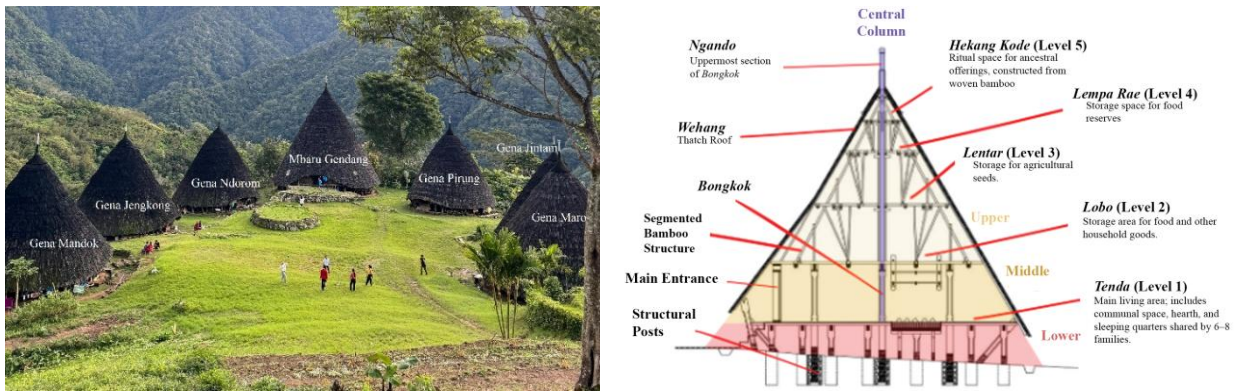 Mbaru Gendang
Gena Ndorom
Gena Pirung
Gena Jintam
Gena Jengkong
Gena Maro
Gena Mandok
Central
Column
Ngando
Uppermost section
of Bongkok
Hekang Kode (Level 5)
Ritual space for ancestral
offerings, constructed from
woven bamboo
Lempa Rae (Level 4)
Storage space for food
reserves
Wehang
Thatch Roof
Lentar (Level 3)
Storage for agricultural
seeds.
Bongkok
Segmented
Bamboo
Structure
Upper
Lobo (Level 2)
Storage area for food and other
household goods.
Main Entrance
Middle
Tenda (Level 1)
Main living area; includes
communal space, hearth, and
sleeping quarters shared by 6–8
families.
Structural
Posts
Lower